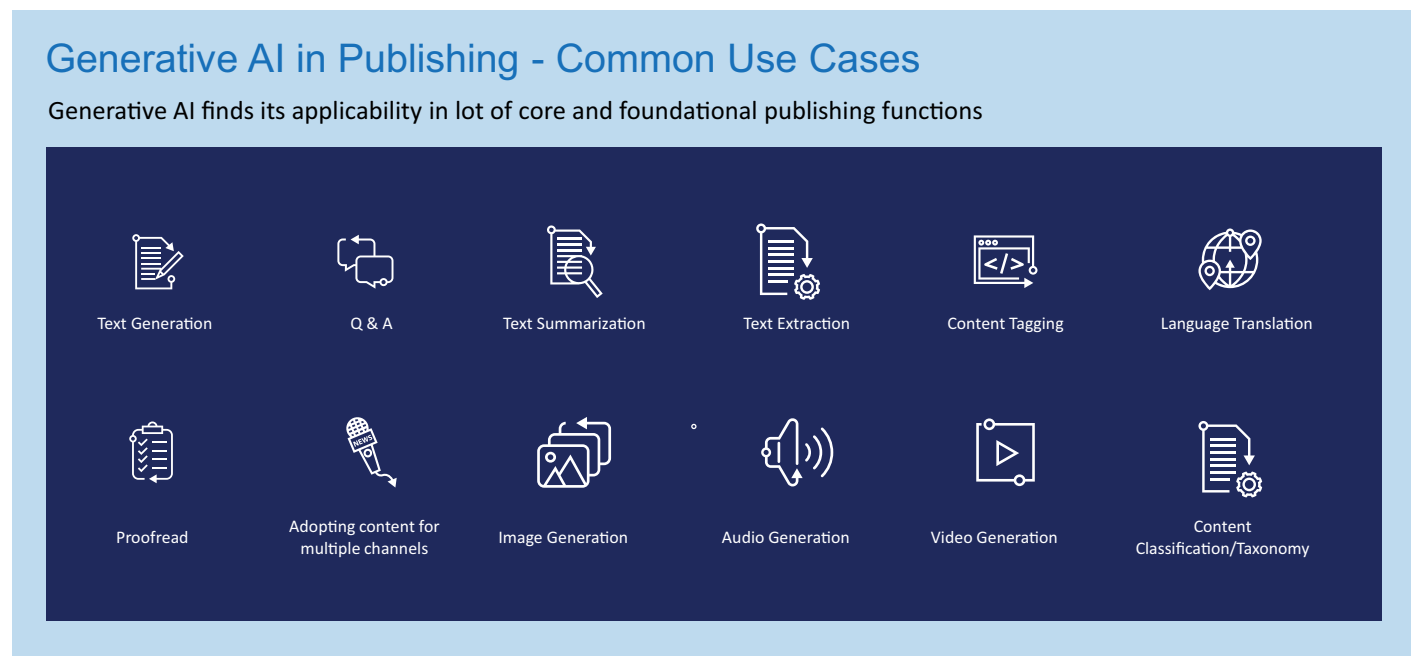 Generative AI in Publishing - Common Use Cases
Generative AI finds its applicability in lot of core and foundational publishing functions
Text Generation
Q & A
Text Summarization
Text Extraction
</>
Content Tagging
Language Translation
Proofread
NEWS
Adopting content for
multiple channels
Image Generation
Audio Generation
Video Generation
Content
Classification/Taxonomy